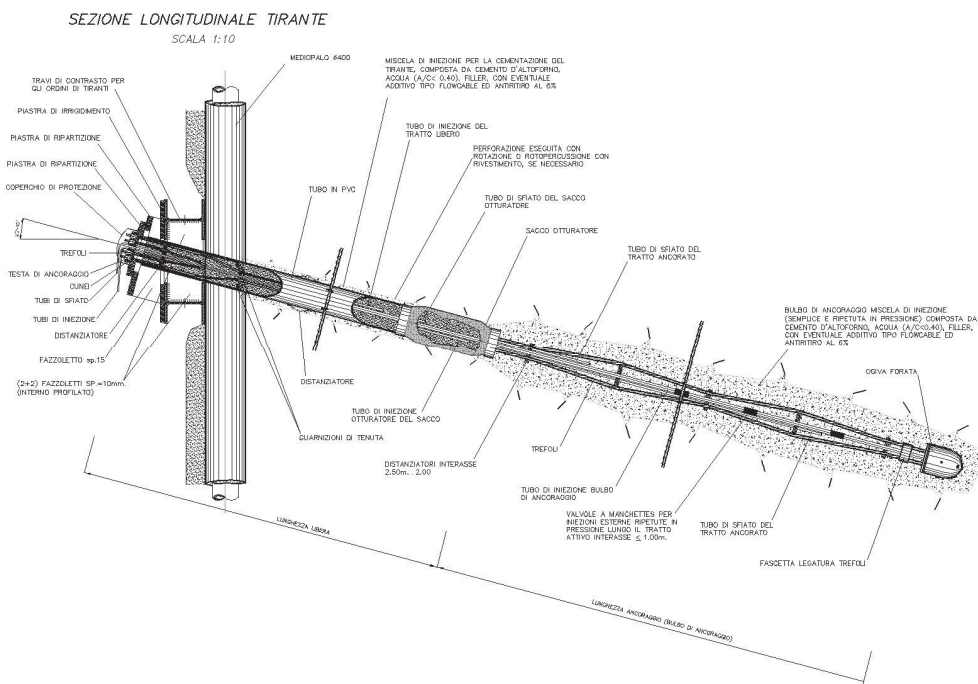 SEZIONE LONGITUDINALE TIRANTE
SCALA 1:10
MEDIOPALO ø400
MISCELA DI INIEZIONE PER LA CEMENTAZIONE DEL
TIRANTE, COMPOSTA DA CEMENTO D'ALTOFORNO,
ACQUA (A/C< 0.40), FILLER, CON EVENTUALE
ADDITIVO TIPO FLOWCABLE ED ANTIRITIRO AL 6%
TRAVI DI CONTRASTO PER
GLI ORDINI DI TIRANTI
PIASTRA DI IRRIGIDIMENTO
PIASTRA DI RIPARTIZIONE
PIASTRA DI RIPARTIZIONE
COPERCHIO DI PROTEZIONE
TREFOLI
TESTA DI ANCORAGGIO
CUNEI
TUBI DI SFIATO
TUBI DI INIEZIONE
DISTANZIATORE
FAZZOLETTO sp.15
(2+2) FAZZOLETTI SP.=10mm.
(INTERNO PROFILATO)
TUBO DI INIEZIONE DEL
TRATTO LIBERO
PERFORAZIONE ESEGUITA CON
ROTAZIONE O ROTOPERCUSSIONE CON
RIVESTIMENTO, SE NECESSARIO
TUBO IN PVC
TUBO DI SFIATO DEL SACCO
OTTURATORE
SACCO OTTURATORE
TUBO DI SFIATO DEL
TRATTO ANCORATO
BULBO DI ANCORAGGIO MISCELA DI INIEZIONE
(SEMPLICE E RIPETUTA IN PRESSIONE) COMPOSTA DA
CEMENTO D'ALTOFORNO, ACQUA (A/C<0.40), FILLER,
CON EVENTUALE ADDITIVO TIPO FLOWCABLE ED
ANTIRITIRO AL 6%
OGIVA FORATA
DISTANZIATORE
TUBO DI INIEZIONE
OTTURATORE DEL SACCO
GUARNIZIONI DI TENUTA
TREFOLI
DISTANZIATORI INTERASSE
2.50m. . 2.00
TUBO DI INIEZIONE BULBO
DI ANCORAGGIO
VALVOLE A MANCHETTES PER
INIEZIONI ESTERNE RIPETUTE IN
PRESSIONE LUNGO IL TRATTO
ATTIVO INTERASSE ≤ 1.00m.
TUBO DI SFIATO DEL
TRATTO ANCORATO
FASCETTA LEGATURA TREFOLI
LUNGHEZZA LIBERA
LUNGHEZZA ANCORAGGIO (BULBO DI ANCORAGGIO)